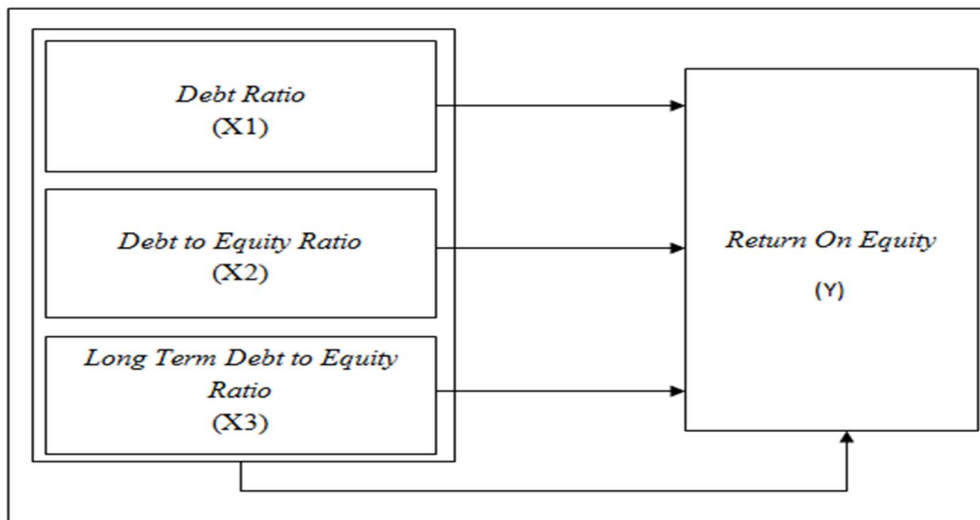 Debt Ratio
(X1)
Debt to Equity Ratio
(X2)
Long Term Debt to Equity
Ratio
(X3)
Return On Equity
(Y)